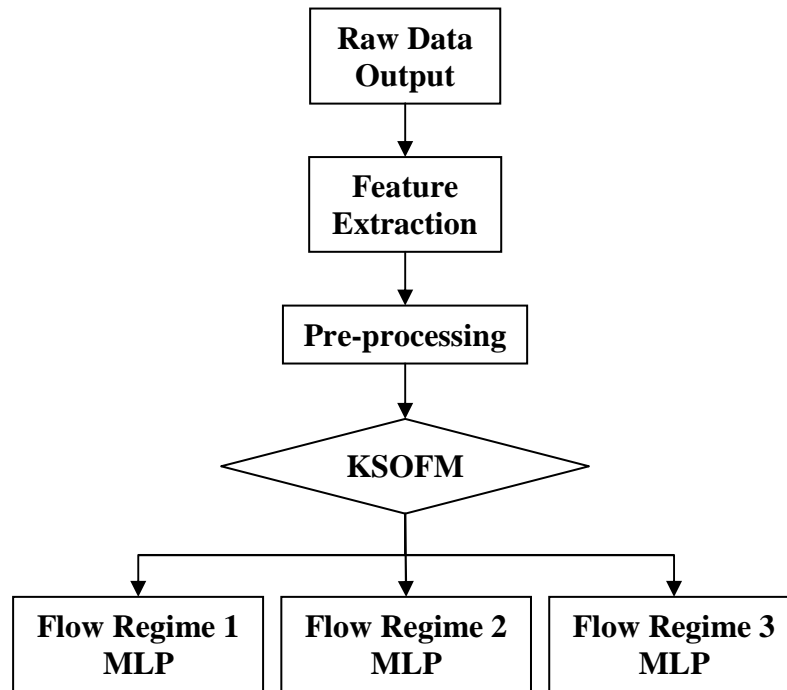 Raw Data
Output
Feature
Extraction
Pre-processing
KSOFM
Flow Regime 1
MLP
Flow Regime 2
MLP
Flow Regime 3
MLP